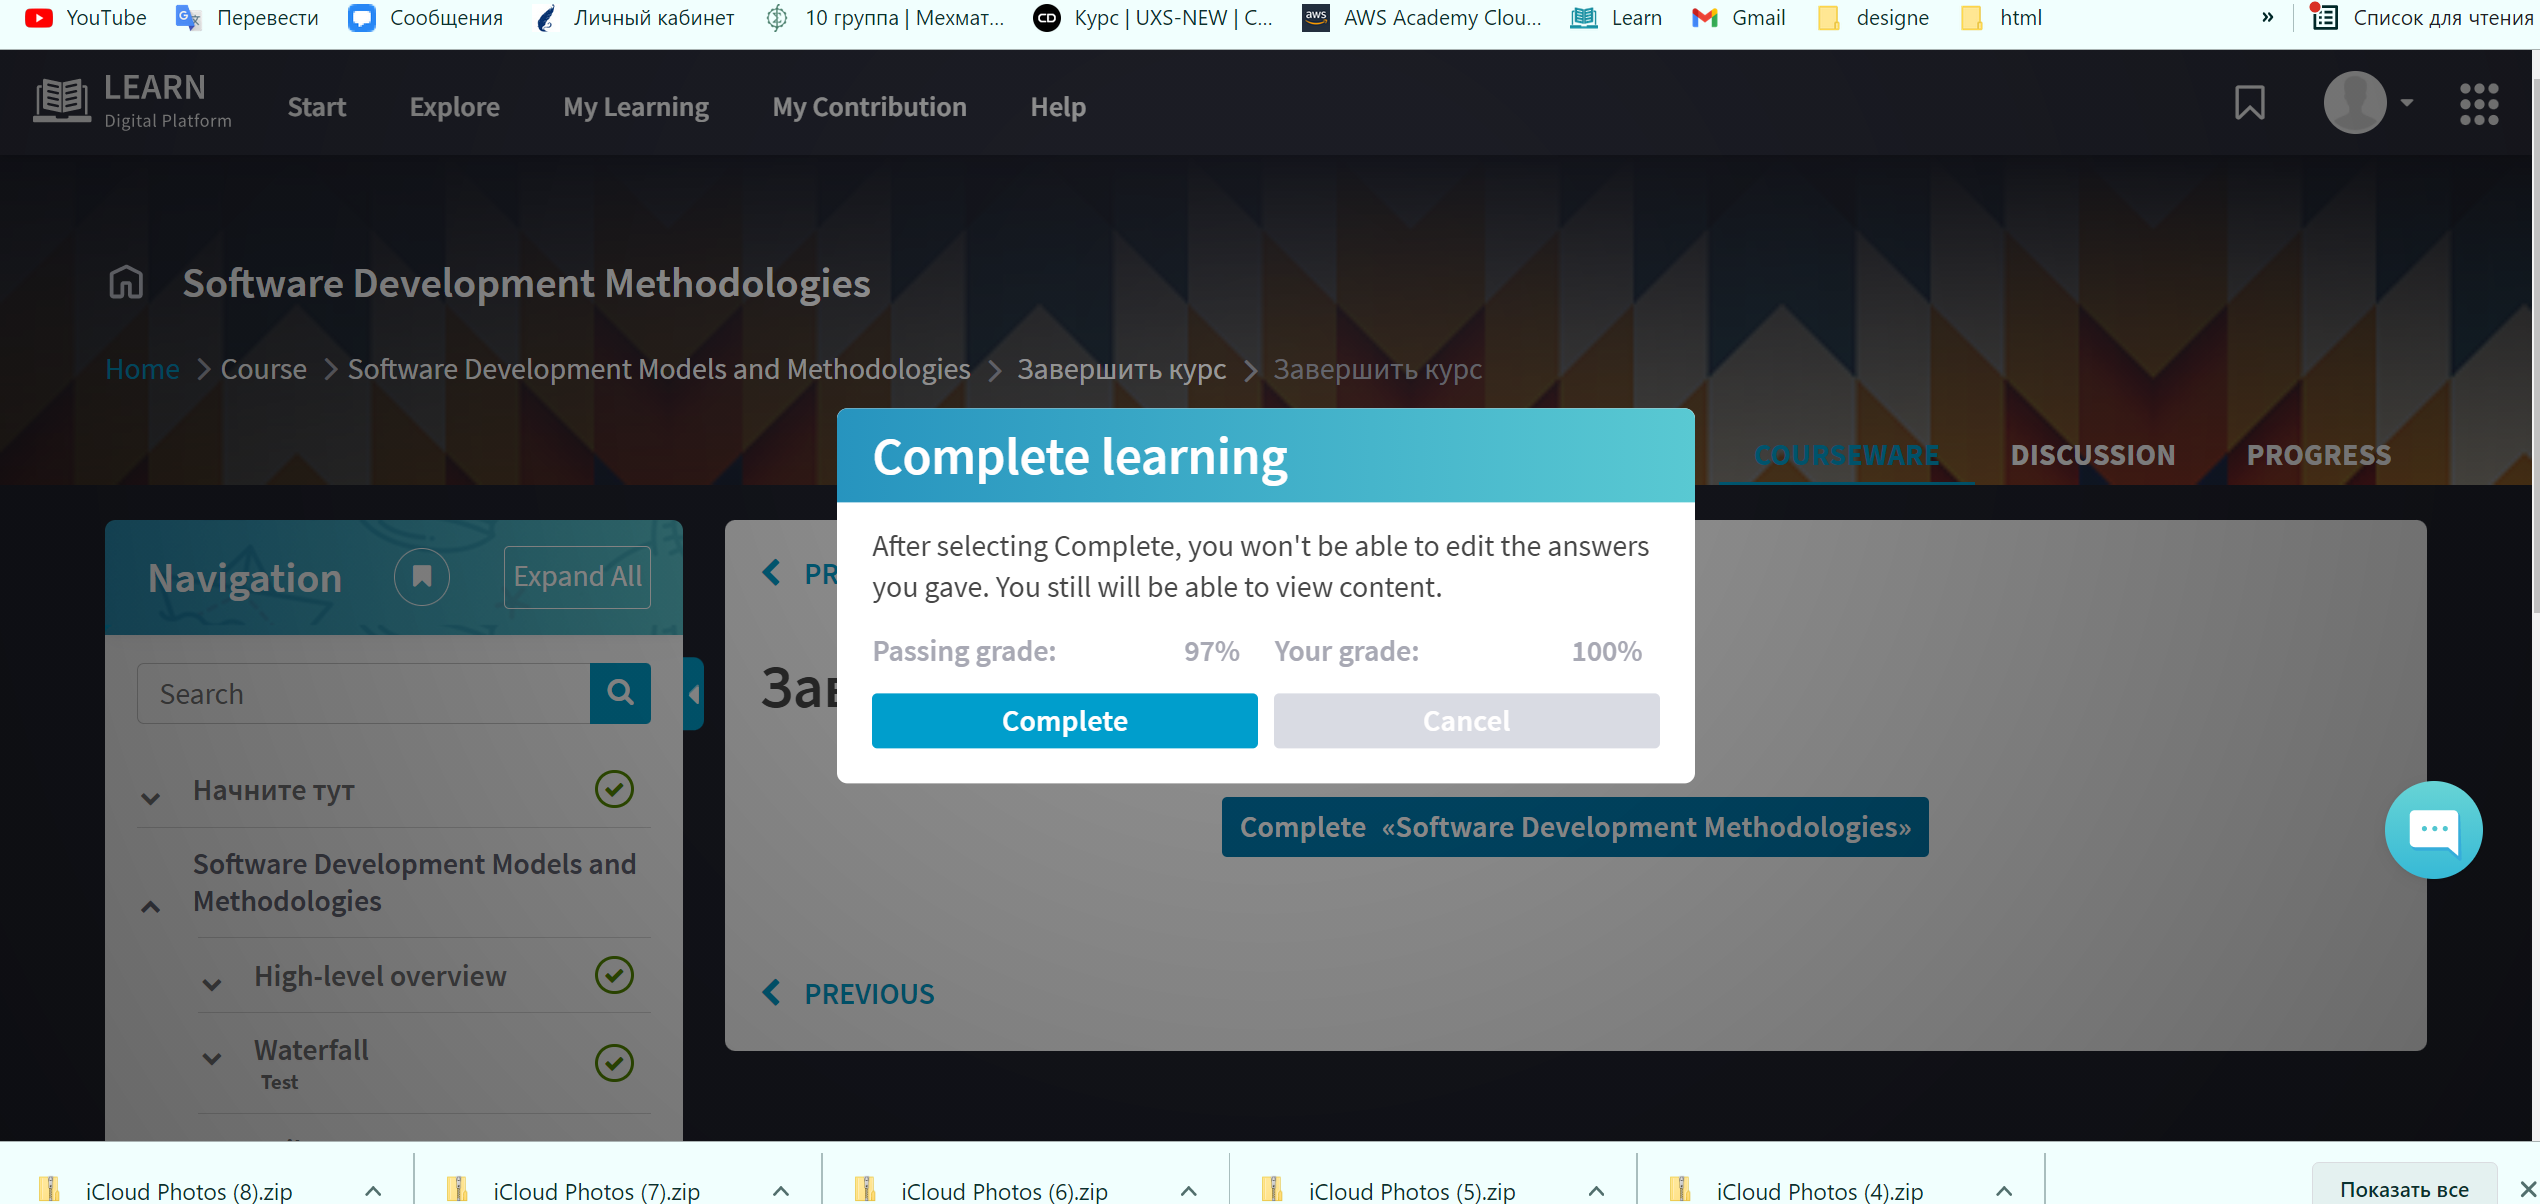 YouTube Перевести Сообщения Личный кабинет 10 группа | Мехмат... CD Курс | UXS-NEW | C... aws AWS Academy Clou... Learn Gmail designe html » Список для чтения
LEARN
Digital Platform
Start Explore My Learning My Contribution Help
Software Development Methodologies
Home Course Software Development Models and Methodologies Завершить курс Завершить курс
COURSEWARE DISCUSSION PROGRESS
Complete learning
After selecting Complete, you won't be able to edit the answers
you gave. You still will be able to view content.
Passing grade: 97% Your grade: 100%
Complete Cancel
Navigation Expand All
PR
Search
Зав
Начните тут
Complete «Software Development Methodologies»
Software Development Models and
Methodologies
High-level overview
PREVIOUS
Waterfall
Test
iCloud Photos (8).zip iCloud Photos (7).zip iCloud Photos (6).zip iCloud Photos (5).zip iCloud Photos (4).zip Показать все